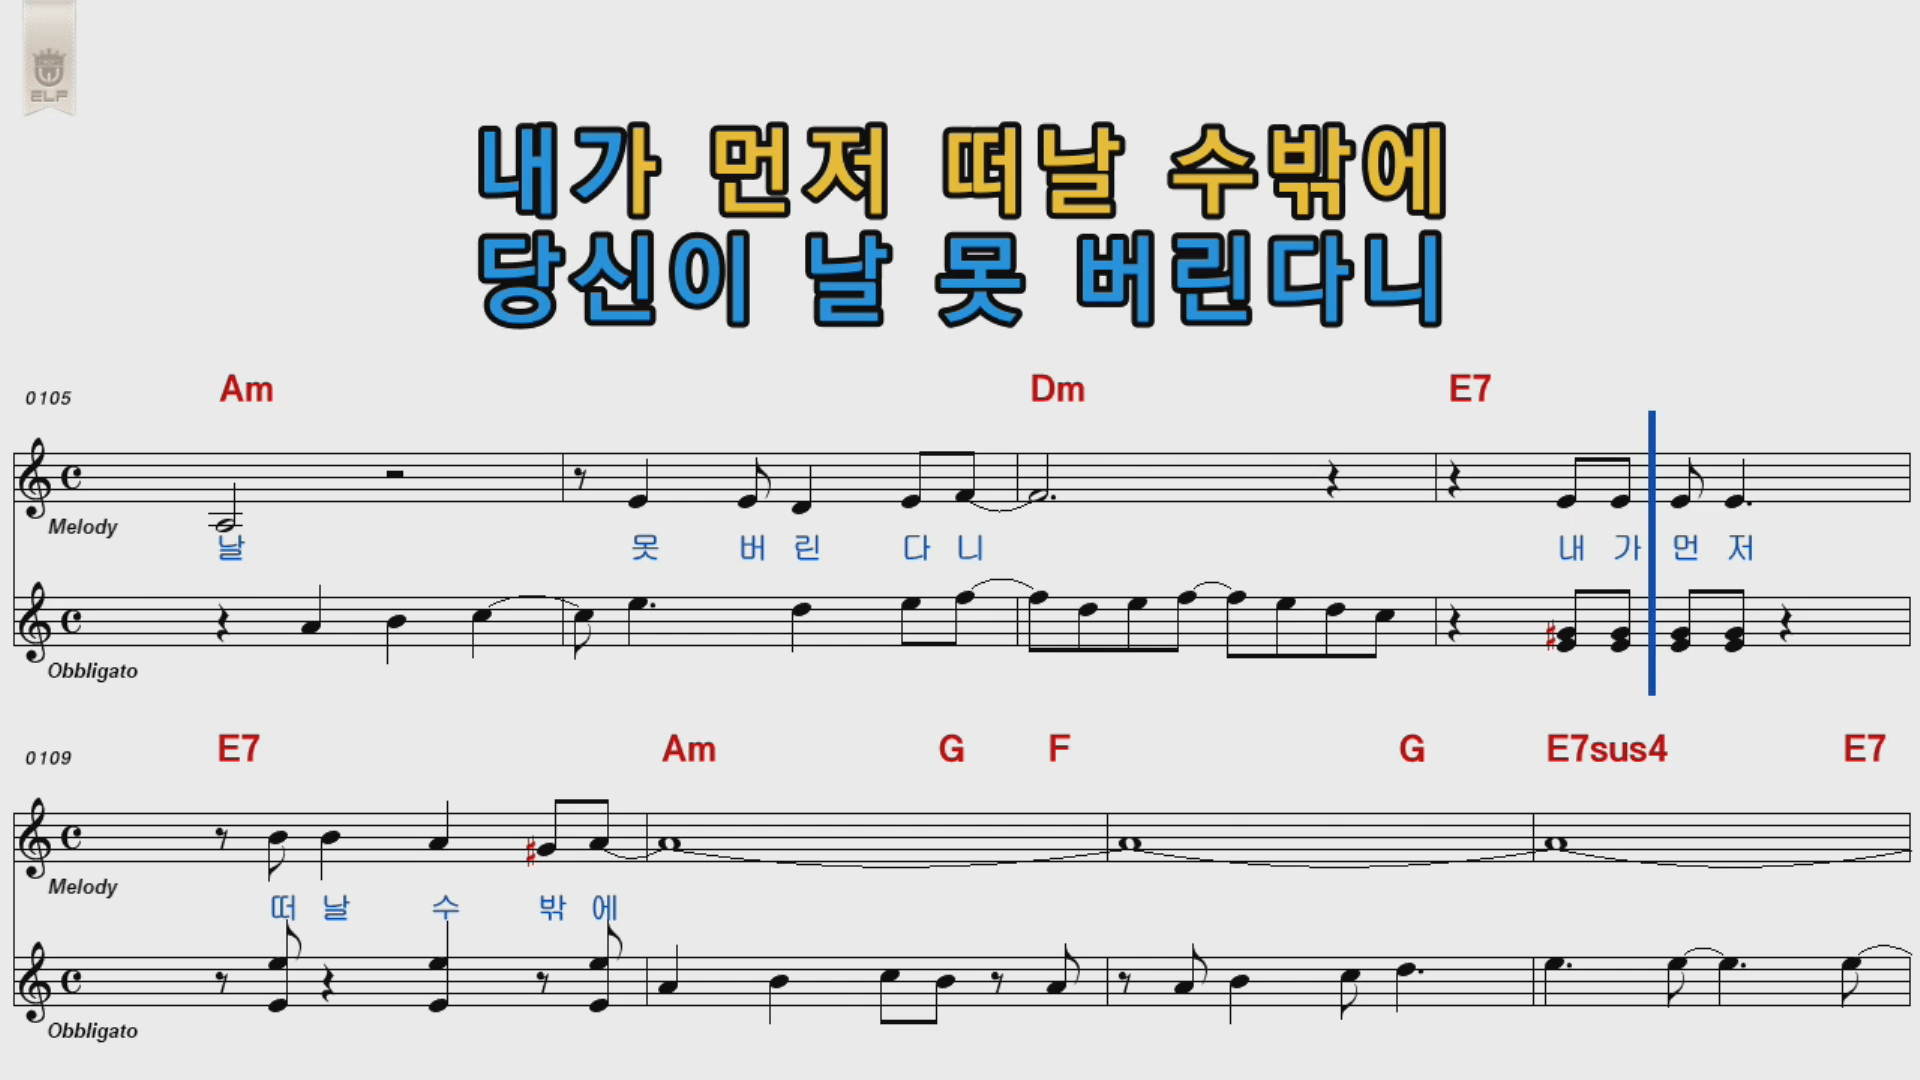 ELF
내가 먼저 떠날 수밖에
당신이 날 못 버린다니
0105 Am Dm E7
Melody
날 못 버 린 다 니 내 가 먼 저
Obbligato
0109 E7 Am G F G E7sus4 E7
Melody
떠 날 수 밖 에
Obbligato